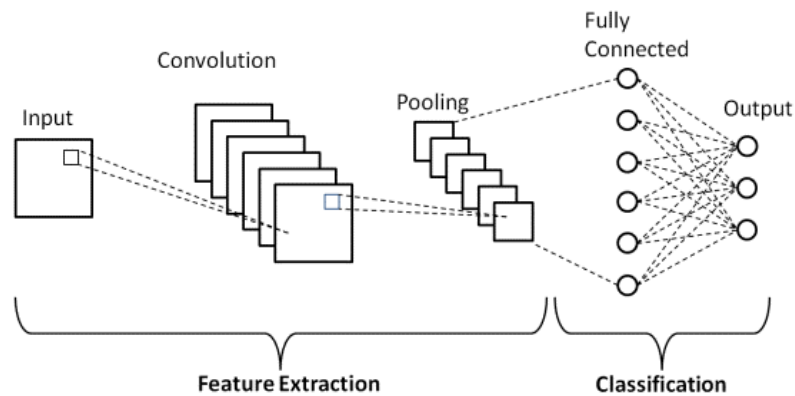 Input
Convolution
Pooling
Fully
Connected
Output
Feature Extraction
Classification